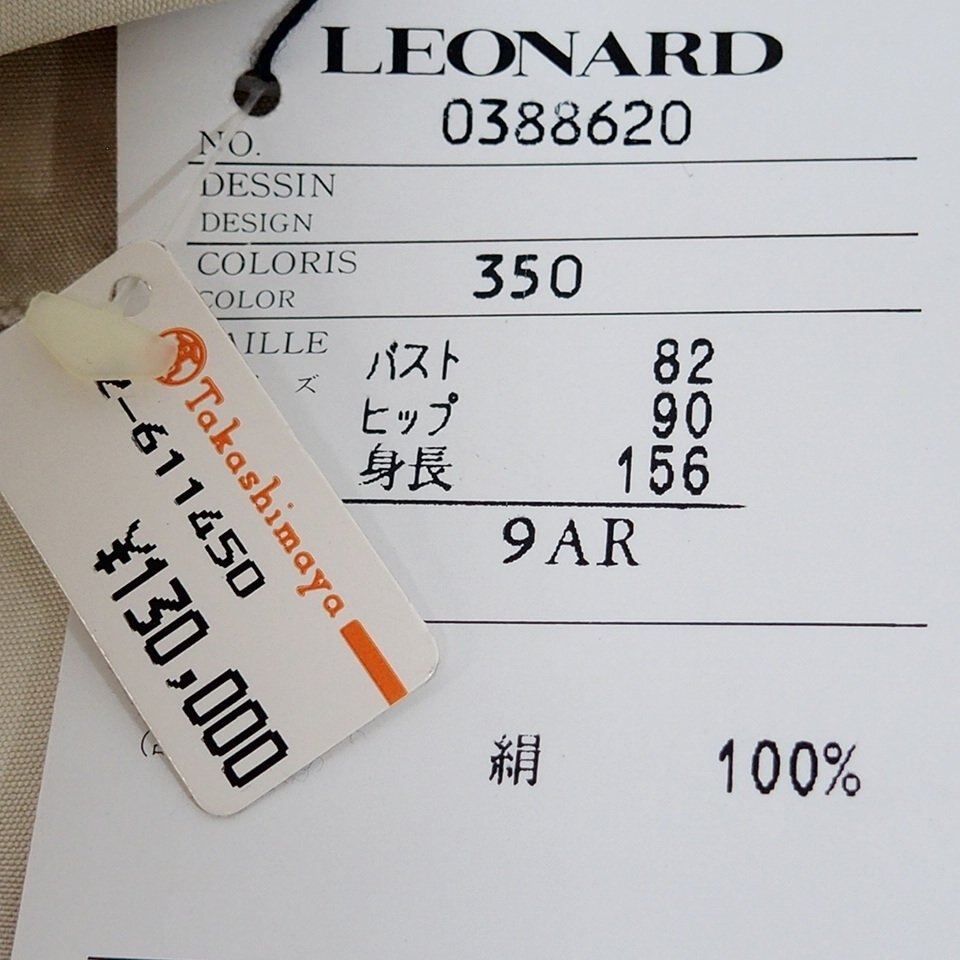 LEONARD
NO. 0388620
DESSIN
DESIGN
COLORIS 350
COLOR
バスト 82
ズ
ヒップ 90
身長 156
9AR
絹 100%
Takashimaya
-611450
¥130,000